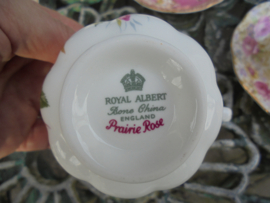 ROYAL ALBERT
Bone China
ENGLAND
Prairie Rose